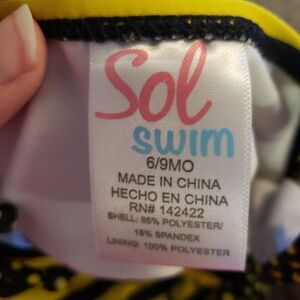 Sol
swim
6/9MO
MADE IN CHINA
HECHO EN CHINA
RN# 142422
SHELL: 85% POLYESTER/
15% SPANDEX
LINING: 100% POLYESTER